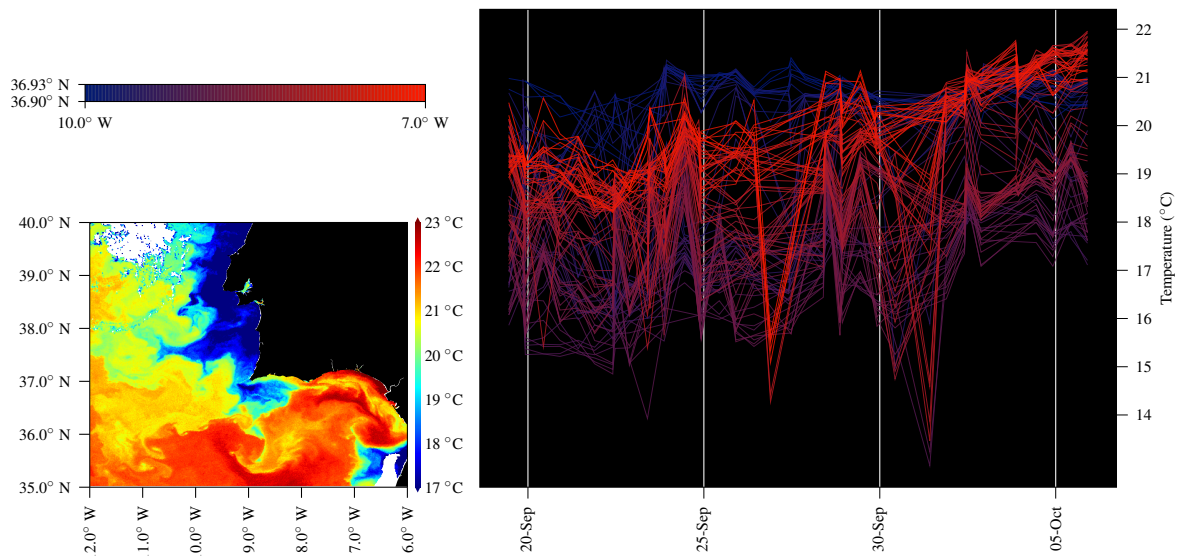 36.93° N
36.90° N
10.0° W 7.0° W
40.0° N
39.0° N
38.0° N
37.0° N
36.0° N
35.0° N
2.0° W
1.0° W
0.0° W
9.0° W
8.0° W
7.0° W
6.0° W
23 °C
22 °C
21 °C
20 °C
19 °C
18 °C
17 °C
22
21
20
19
18
17
16
15
14
Temperature (°C)
20-Sep
25-Sep
30-Sep
05-Oct